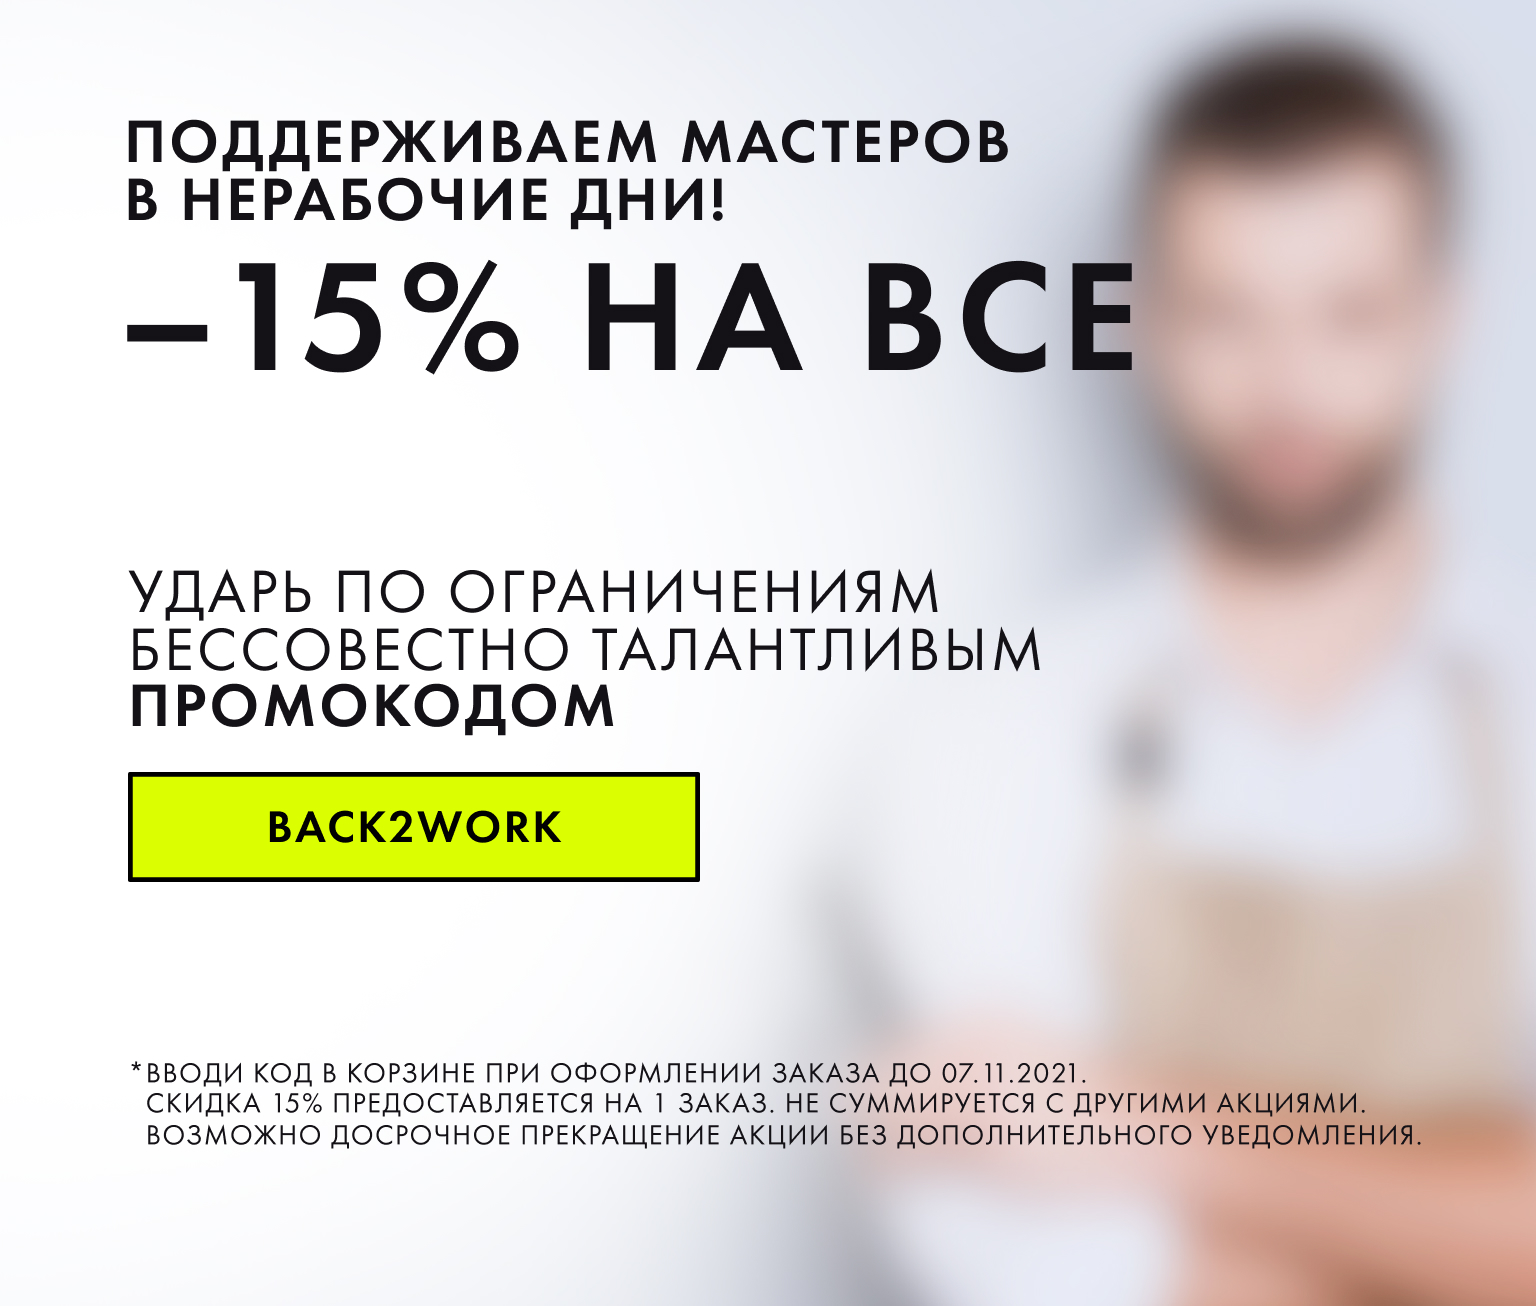 ПОДДЕРЖИВАЕМ МАСТЕРОВ
В НЕРАБОЧИЕ ДНИ!
–15% НА ВСЕ
УДАРЬ ПО ОГРАНИЧЕНИЯМ
БЕССОВЕСТНО ТАЛАНТЛИВЫМ
ПРОМОКОДОМ
BACK2WORK
*ВВОДИ КОД В КОРЗИНЕ ПРИ ОФОРМЛЕНИИ ЗАКАЗА ДО 07.11.2021.
СКИДКА 15% ПРЕДОСТАВЛЯЕТСЯ НА 1 ЗАКАЗ. НЕ СУММИРУЕТСЯ С ДРУГИМИ АКЦИЯМИ.
ВОЗМОЖНО ДОСРОЧНОЕ ПРЕКРАЩЕНИЕ АКЦИИ БЕЗ ДОПОЛНИТЕЛЬНОГО УВЕДОМЛЕНИЯ.